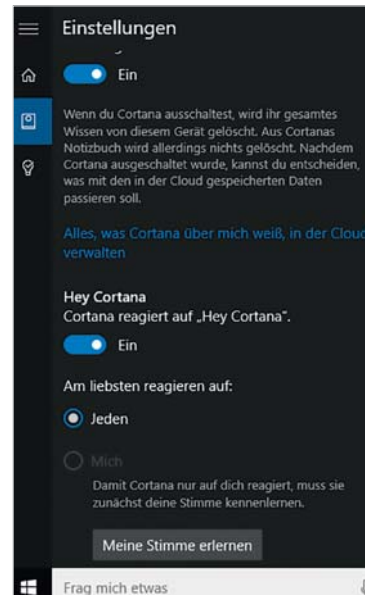 Einstellungen
Ein
Wenn du Cortana ausschaltest, wird ihr gesamtes
Wissen von diesem Gerät gelöscht. Aus Cortanas
Notizbuch wird allerdings nichts gelöscht. Nachdem
Cortana ausgeschaltet wurde, kannst du entscheiden,
was mit den in der Cloud gespeicherten Daten
passieren soll.
Alles, was Cortana über mich weiß, in der Cloud
verwalten
Hey Cortana
Cortana reagiert auf „Hey Cortana“.
Ein
Am liebsten reagieren auf:
Jeden
Mich
Damit Cortana nur auf dich reagiert, muss sie
zunächst deine Stimme kennenlernen.
Meine Stimme erlernen
Frag mich etwas